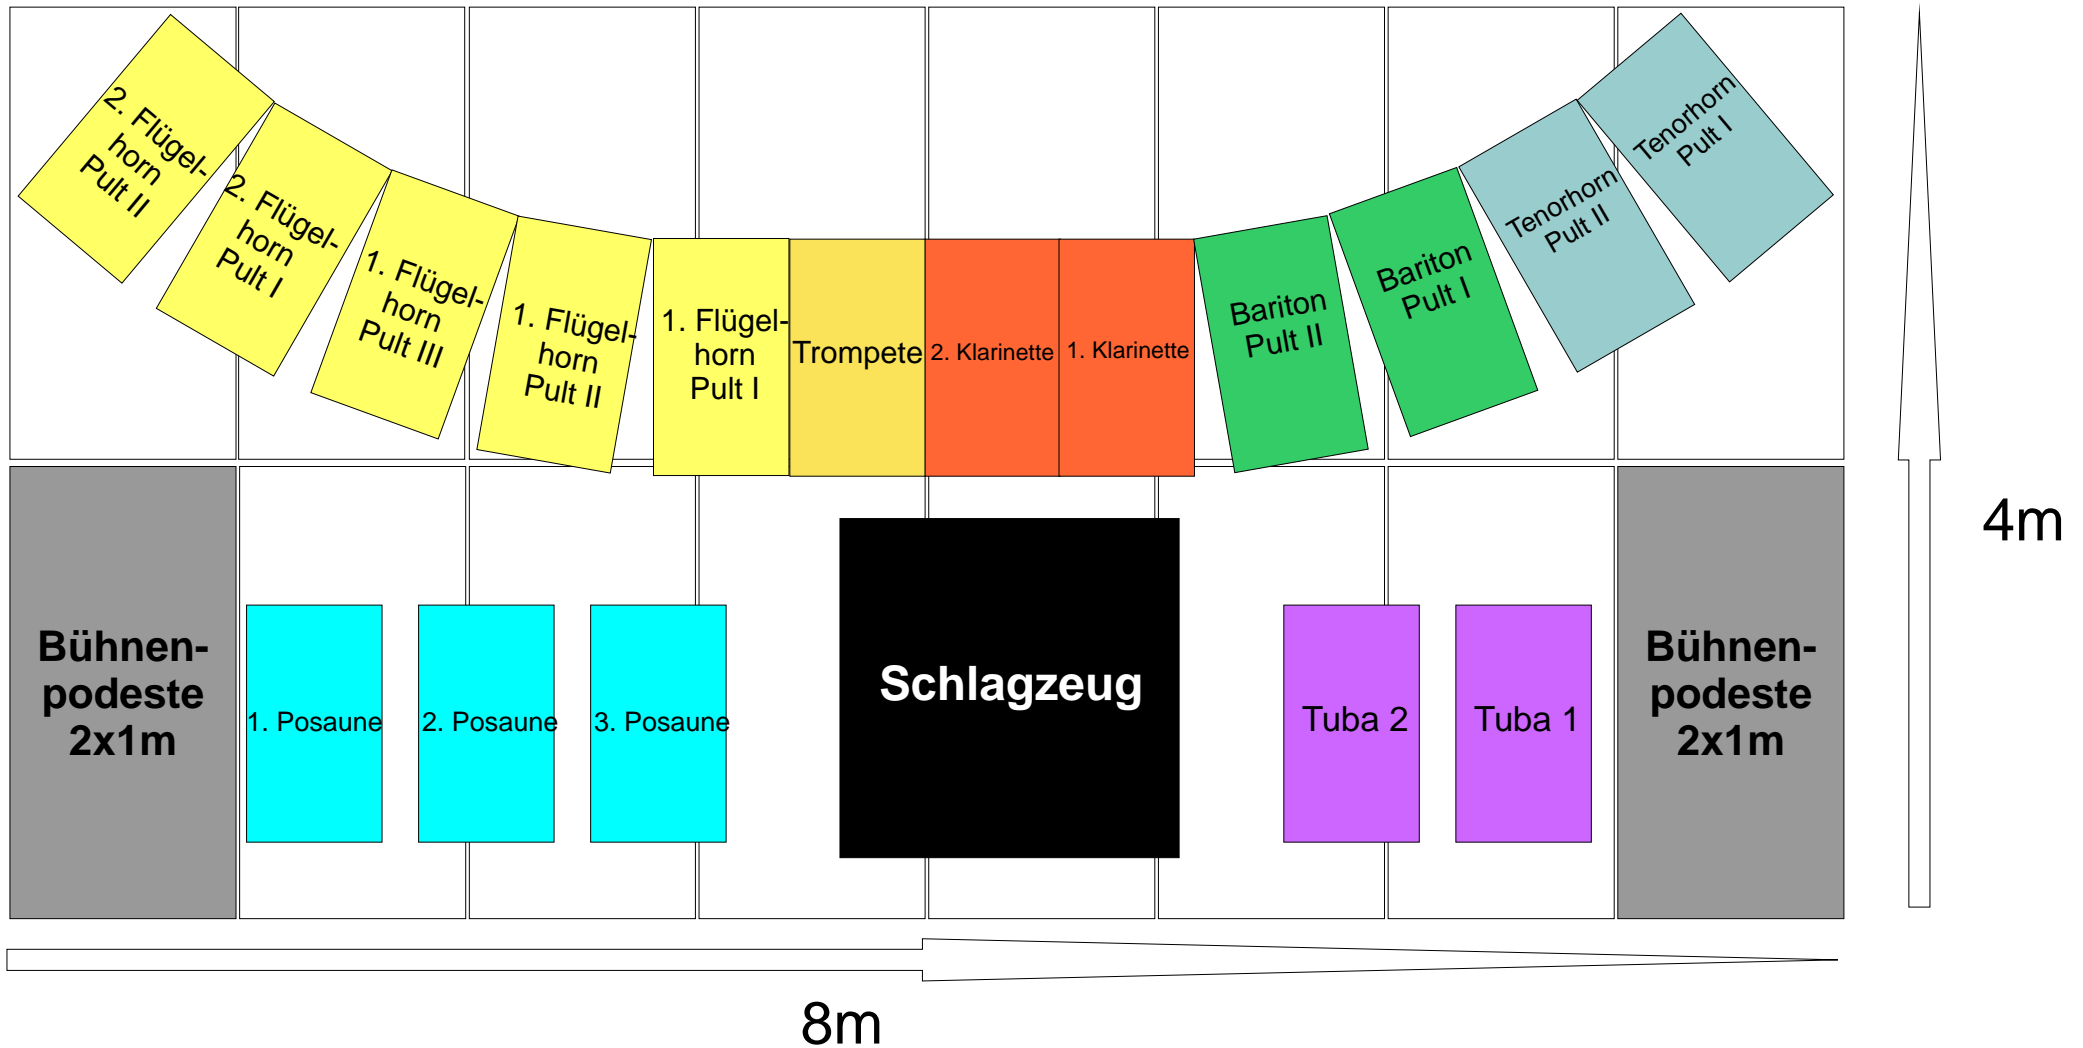 2. Flügel-
horn
Pult II
2. Flügel-
horn
Pult I
1. Flügel-
horn
Pult III
1. Flügel-
horn
Pult II
1. Flügel-
horn
Pult I
Trompete
2. Klarinette
1. Klarinette
Bariton
Pult II
Bariton
Pult I
Tenorhorn
Pult II
Tenorhorn
Pult I
4m
Bühnen-
podeste
2x1m
1. Posaune
2. Posaune
3. Posaune
Schlagzeug
Tuba 2
Tuba 1
Bühnen-
podeste
2x1m
8m